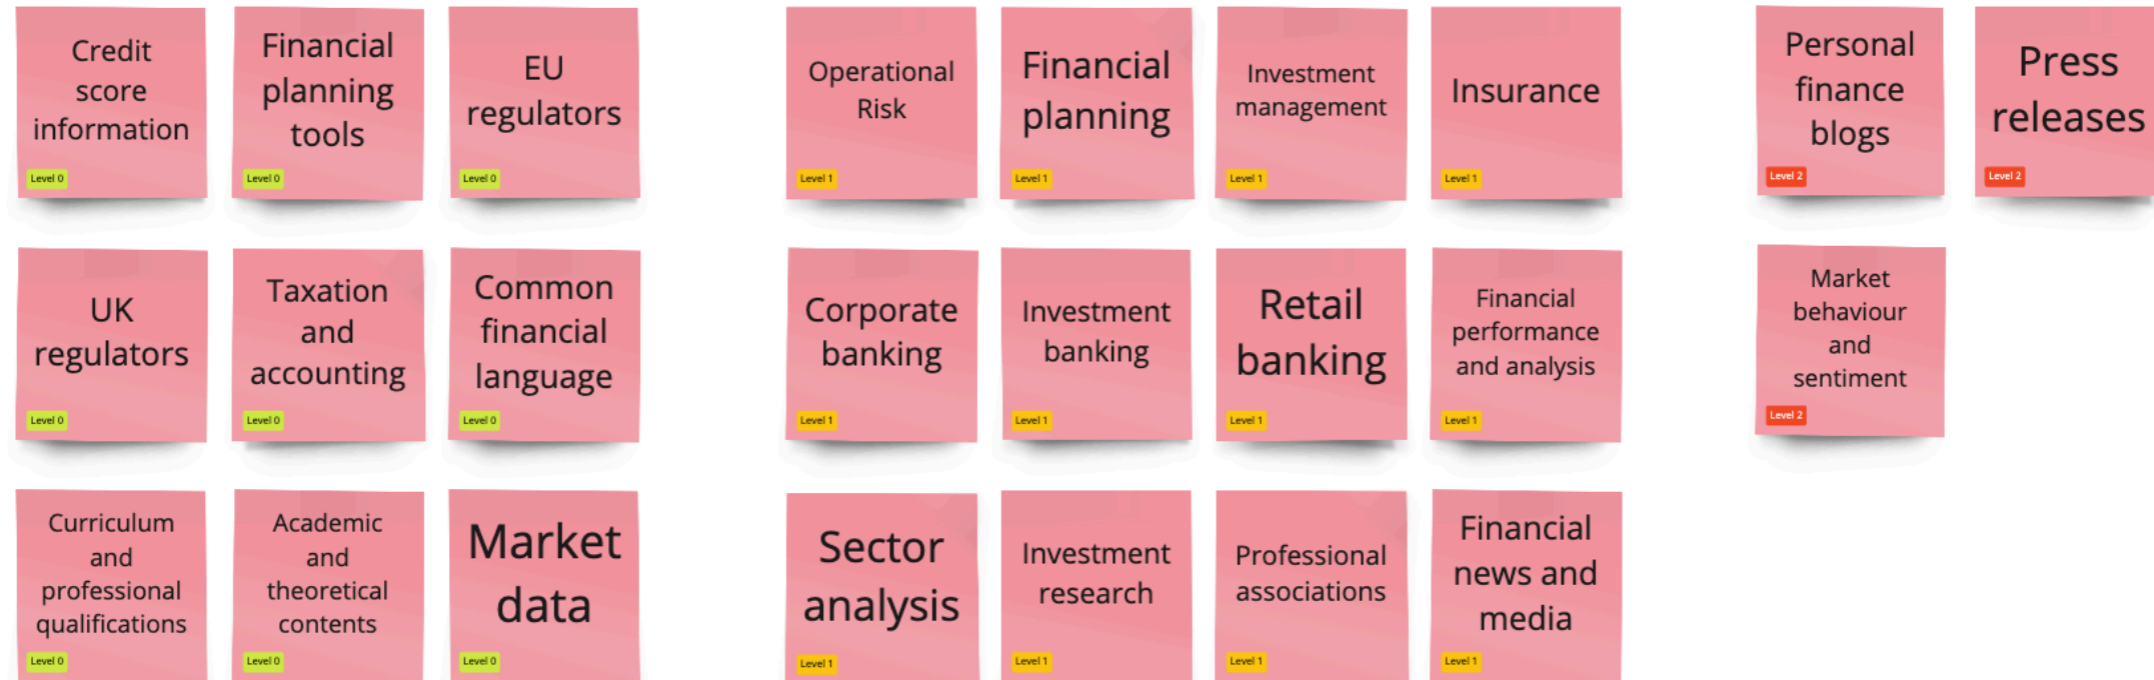 Credit
score
information
Level 0
Financial
planning
tools
Level 0
EU
regulators
Level 0
Operational
Risk
Level 1
Financial
planning
Level 1
Investment
management
Level 1
Insurance
Level 1
Personal
finance
blogs
Level 2
Press
releases
Level 2
UK
regulators
Level 0
Taxation
and
accounting
Level 0
Common
financial
language
Level 0
Corporate
banking
Level 1
Investment
banking
Level 1
Retail
banking
Level 1
Financial
performance
and analysis
Level 1
Market
behaviour
and
sentiment
Level 2
Curriculum
and
professional
qualifications
Level 0
Academic
and
theoretical
contents
Level 0
Market
data
Level 0
Sector
analysis
Level 1
Investment
research
Level 1
Professional
associations
Level 1
Financial
news and
media
Level 1